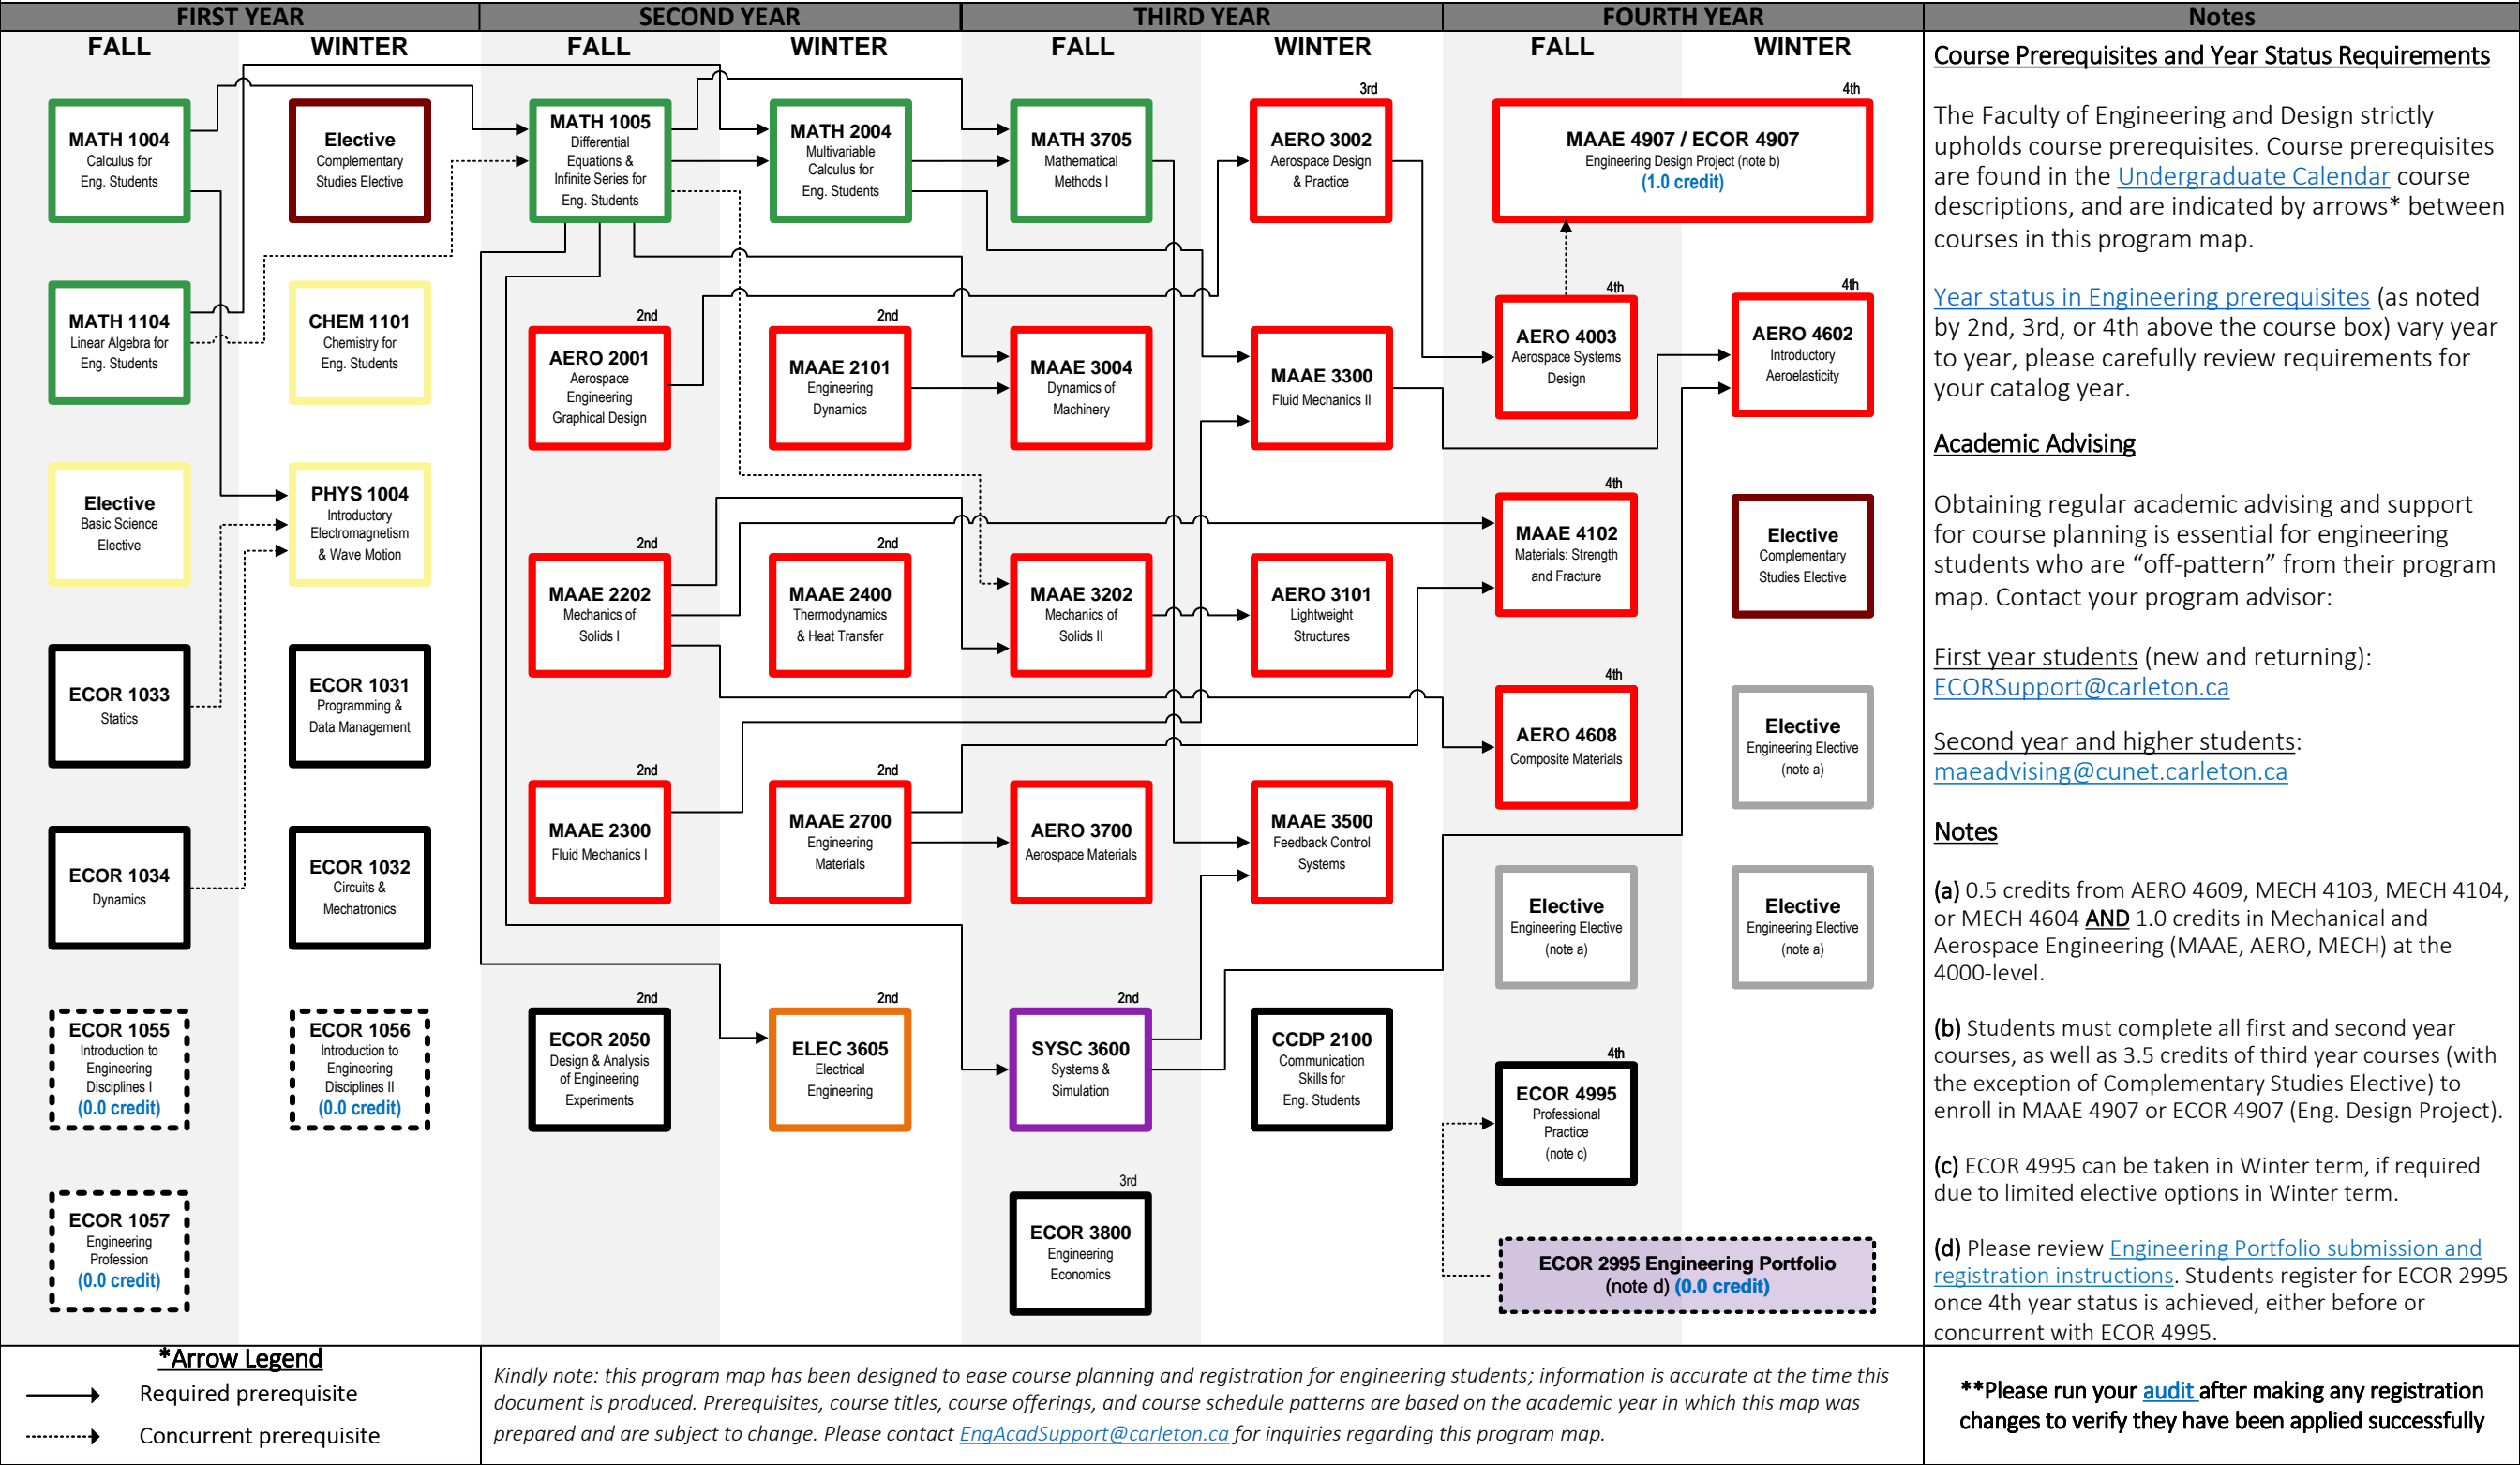 FIRST YEAR
SECOND YEAR
THIRD YEAR
FOURTH YEAR
Notes
FALL
WINTER
FALL
WINTER
FALL
WINTER
FALL
WINTER
MATH 1004
Calculus for
Eng. Students
MATH 1104
Linear Algebra for
Eng. Students
Elective
Basic Science
Elective
ECOR 1033
Statics
ECOR 1034
Dynamics
ECOR 1055
Introduction to
Engineering
Disciplines I
(0.0 credit)
ECOR 1057
Engineering
Profession
(0.0 credit)
Elective
Complementary
Studies Elective
CHEM 1101
Chemistry for
Eng. Students
PHYS 1004
Introductory
Electromagnetism
& Wave Motion
ECOR 1031
Programming &
Data Management
ECOR 1032
Circuits &
Mechatronics
ECOR 1056
Introduction to
Engineering
Disciplines II
(0.0 credit)
MATH 1005
Differential
Equations &
Infinite Series for
Eng. Students
2nd
AERO 2001
Aerospace
Engineering
Graphical Design
2nd
MAAE 2202
Mechanics of
Solids I
2nd
MAAE 2300
Fluid Mechanics I
2nd
ECOR 2050
Design & Analysis
of Engineering
Experiments
MATH 2004
Multivariable
Calculus for
Eng. Students
2nd
MAAE 2101
Engineering
Dynamics
2nd
MAAE 2400
Thermodynamics
& Heat Transfer
2nd
MAAE 2700
Engineering
Materials
2nd
ELEC 3605
Electrical
Engineering
MATH 3705
Mathematical
Methods I
MAAE 3004
Dynamics of
Machinery
MAAE 3202
Mechanics of
Solids II
AERO 3700
Aerospace Materials
2nd
SYSC 3600
Systems &
Simulation
3rd
ECOR 3800
Engineering
Economics
3rd
AERO 3002
Aerospace Design
& Practice
MAAE 3300
Fluid Mechanics II
AERO 3101
Lightweight
Structures
MAAE 3500
Feedback Control
Systems
CCDP 2100
Communication
Skills for
Eng. Students
4th
MAAE 4907 / ECOR 4907
Engineering Design Project (note b)
(1.0 credit)
4th
AERO 4003
Aerospace Systems
Design
4th
MAAE 4102
Materials: Strength
and Fracture
4th
AERO 4608
Composite Materials
Elective
Engineering Elective
(note a)
4th
ECOR 4995
Professional
Practice
(note c)
4th
AERO 4602
Introductory
Aeroelasticity
Elective
Complementary
Studies Elective
Elective
Engineering Elective
(note a)
Elective
Engineering Elective
(note a)
ECOR 2995 Engineering Portfolio
(note d) (0.0 credit)
Course Prerequisites and Year Status Requirements
The Faculty of Engineering and Design strictly
upholds course prerequisites. Course prerequisites
are found in the Undergraduate Calendar course
descriptions, and are indicated by arrows* between
courses in this program map.
Year status in Engineering prerequisites (as noted
by 2nd, 3rd, or 4th above the course box) vary year
to year, please carefully review requirements for
your catalog year.
Academic Advising
Obtaining regular academic advising and support
for course planning is essential for engineering
students who are “off-pattern” from their program
map. Contact your program advisor:
First year students (new and returning):
ECORSupport@carleton.ca
Second year and higher students:
maeadvising@cunet.carleton.ca
Notes
(a) 0.5 credits from AERO 4609, MECH 4103, MECH 4104,
or MECH 4604 AND 1.0 credits in Mechanical and
Aerospace Engineering (MAAE, AERO, MECH) at the
4000-level.
(b) Students must complete all first and second year
courses, as well as 3.5 credits of third year courses (with
the exception of Complementary Studies Elective) to
enroll in MAAE 4907 or ECOR 4907 (Eng. Design Project).
(c) ECOR 4995 can be taken in Winter term, if required
due to limited elective options in Winter term.
(d) Please review Engineering Portfolio submission and
registration instructions. Students register for ECOR 2995
once 4th year status is achieved, either before or
concurrent with ECOR 4995.
*Arrow Legend
Required prerequisite
Concurrent prerequisite
Kindly note: this program map has been designed to ease course planning and registration for engineering students; information is accurate at the time this
document is produced. Prerequisites, course titles, course offerings, and course schedule patterns are based on the academic year in which this map was
prepared and are subject to change. Please contact EngAcadSupport@carleton.ca for inquiries regarding this program map.
**Please run your audit after making any registration
changes to verify they have been applied successfully